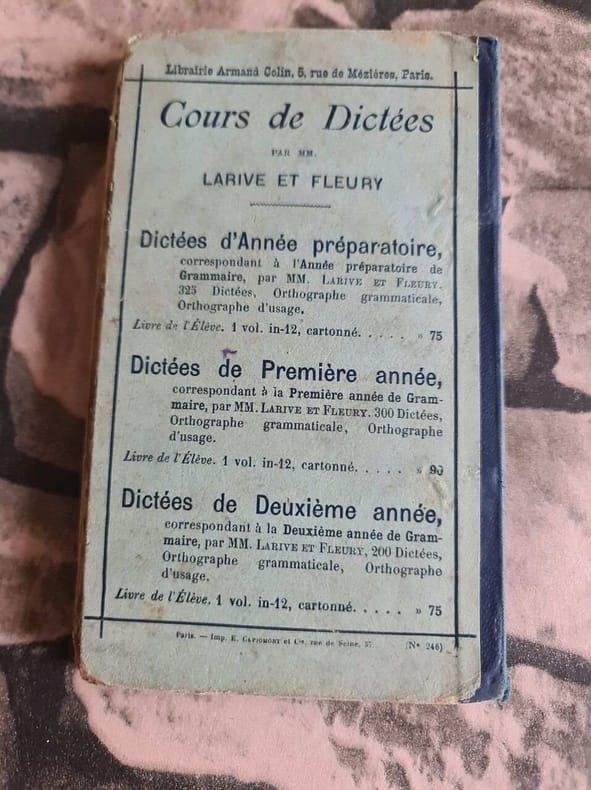 Librairie Armand Colin, 5, rue de Mézières, Paris.
Cours de Dictées
PAR MM.
LARIVE ET FLEURY
Dictées d'Année préparatoire,
correspondant à l'Année préparatoire de
Grammaire, par MM. LARIVE ET FLEURY.
325 Dictées, Orthographe grammaticale,
Orthographe d'usage.
Livre de l'Élève. 1 vol. in-12, cartonné. . . . . » 75
Dictées de Première année,
correspondant à la Première année de Gram-
maire, par MM. LARIVE ET FLEURY. 300 Dictées,
Orthographe grammaticale, Orthographe
d'usage.
Livre de l'Élève. 1 vol. in-12, cartonné. . . . . » 90
Dictées de Deuxième année,
correspondant à la Deuxième année de Gram-
maire, par MM. LARIVE ET FLEURY, 200 Dictées,
Orthographe grammaticale, Orthographe
d'usage.
Livre de l'Élève. 1 vol. in-12, cartonné. . . . . » 75
Paris. — Imp. E. CAPIOMONT et Cie, rue de Seine, 57. (N° 246)